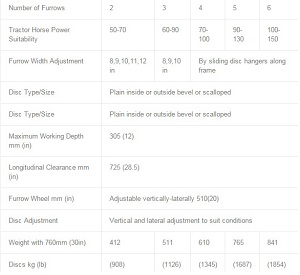 Number of Furrows 2 3 4 5 6
Tractor Horse Power 50-70 60-90 70- 90- 100-
Suitability 100 130 150
Furrow Width Adjustment 8,9,10,11,12 8,9,10 By sliding disc hangers along
in in frame
Disc Type/Size Plain inside or outside bevel or scalloped
Disc Type/Size Plain inside or outside bevel or scalloped
Maximum Working Depth 305 (12)
mm (in)
Longitudinal Clearance mm 725 (28.5)
(in)
Furrow Wheel mm (in) Adjustable vertically-laterally 510(20)
Disc Adjustment Vertical and lateral adjustment to suit conditions
Weight with 760mm (30in) 412 511 610 765 841
Discs kg (lb) (908) (1126) (1345) (1687) (1854)